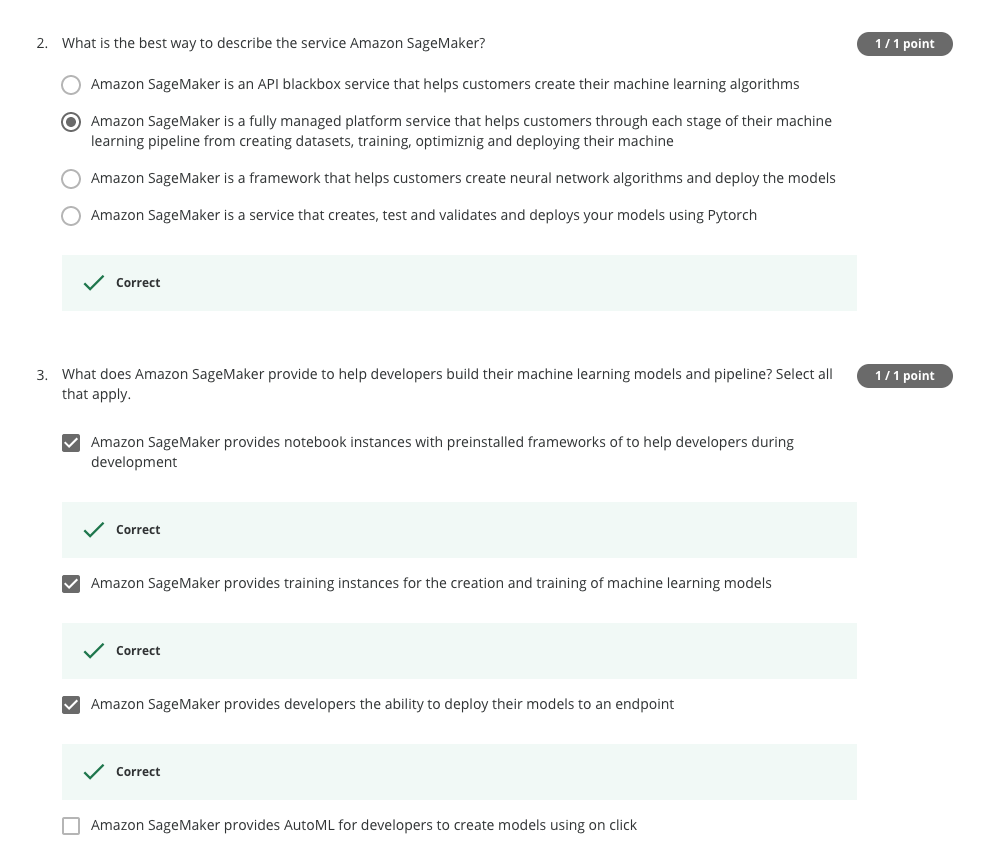 2. What is the best way to describe the service Amazon SageMaker?
1 / 1 point
Amazon SageMaker is an API blackbox service that helps customers create their machine learning algorithms
Amazon SageMaker is a fully managed platform service that helps customers through each stage of their machine
learning pipeline from creating datasets, training, optimiznig and deploying their machine
Amazon SageMaker is a framework that helps customers create neural network algorithms and deploy the models
Amazon SageMaker is a service that creates, test and validates and deploys your models using Pytorch
Correct
3. What does Amazon SageMaker provide to help developers build their machine learning models and pipeline? Select all
that apply.
1 / 1 point
Amazon SageMaker provides notebook instances with preinstalled frameworks of to help developers during
development
Correct
Amazon SageMaker provides training instances for the creation and training of machine learning models
Correct
Amazon SageMaker provides developers the ability to deploy their models to an endpoint
Correct
Amazon SageMaker provides AutoML for developers to create models using on click